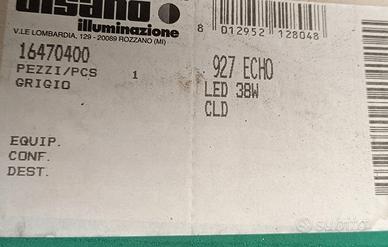 disano
illuminazione
V.LE LOMBARDIA, 129 - 20089 ROZZANO (MI)
8 012952 128048
16470400
PEZZI/PCS 1
GRIGIO
927 ECHO
LED 38W
CLD
EQUIP.
CONF.
DEST.
subito